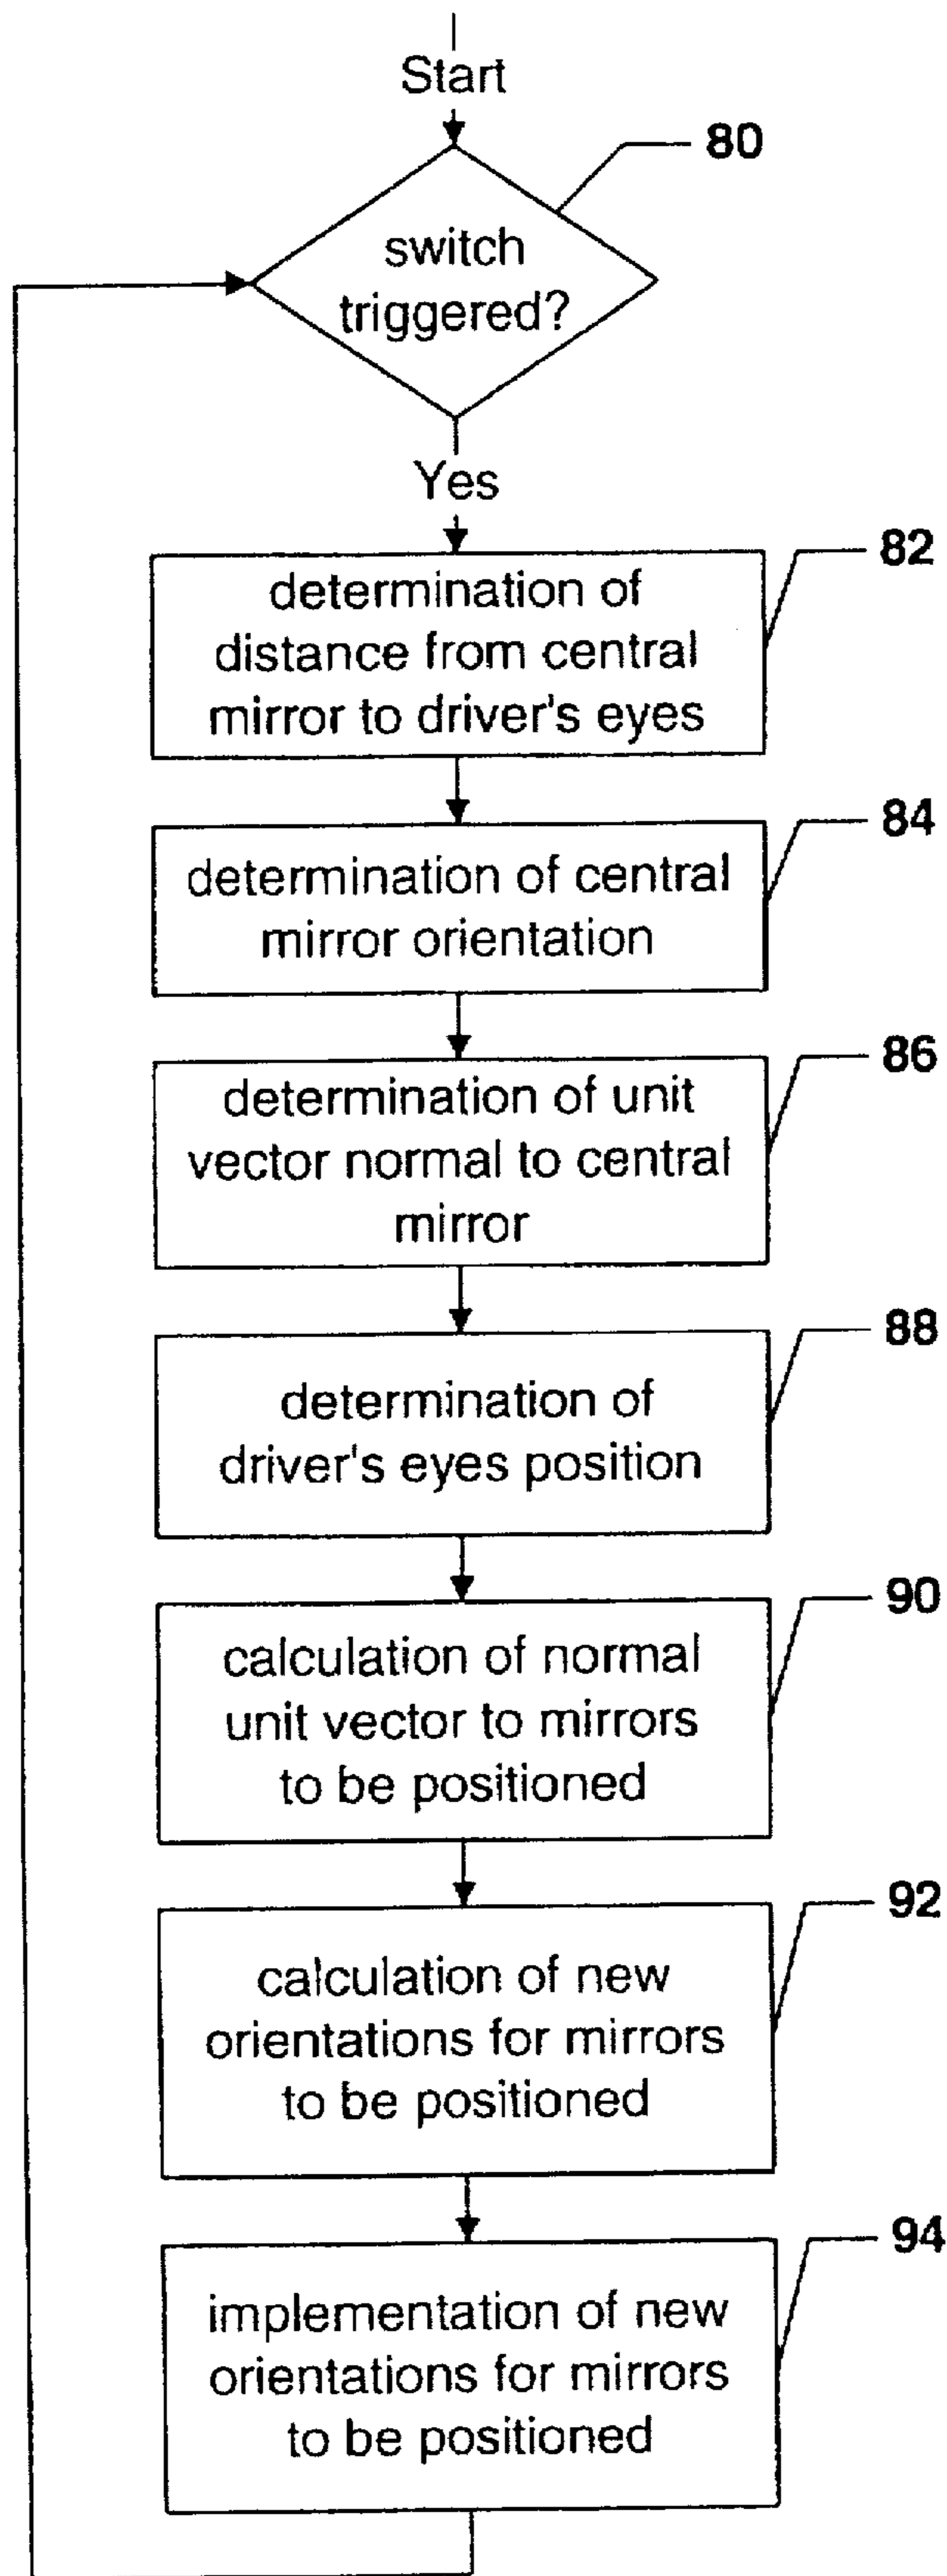 Start
80
switch
triggered?
Yes
82
determination of
distance from central
mirror to driver's eyes
84
determination of central
mirror orientation
86
determination of unit
vector normal to central
mirror
88
determination of
driver's eyes position
90
calculation of normal
unit vector to mirrors
to be positioned
92
calculation of new
orientations for mirrors
to be positioned
94
implementation of new
orientations for mirrors
to be positioned